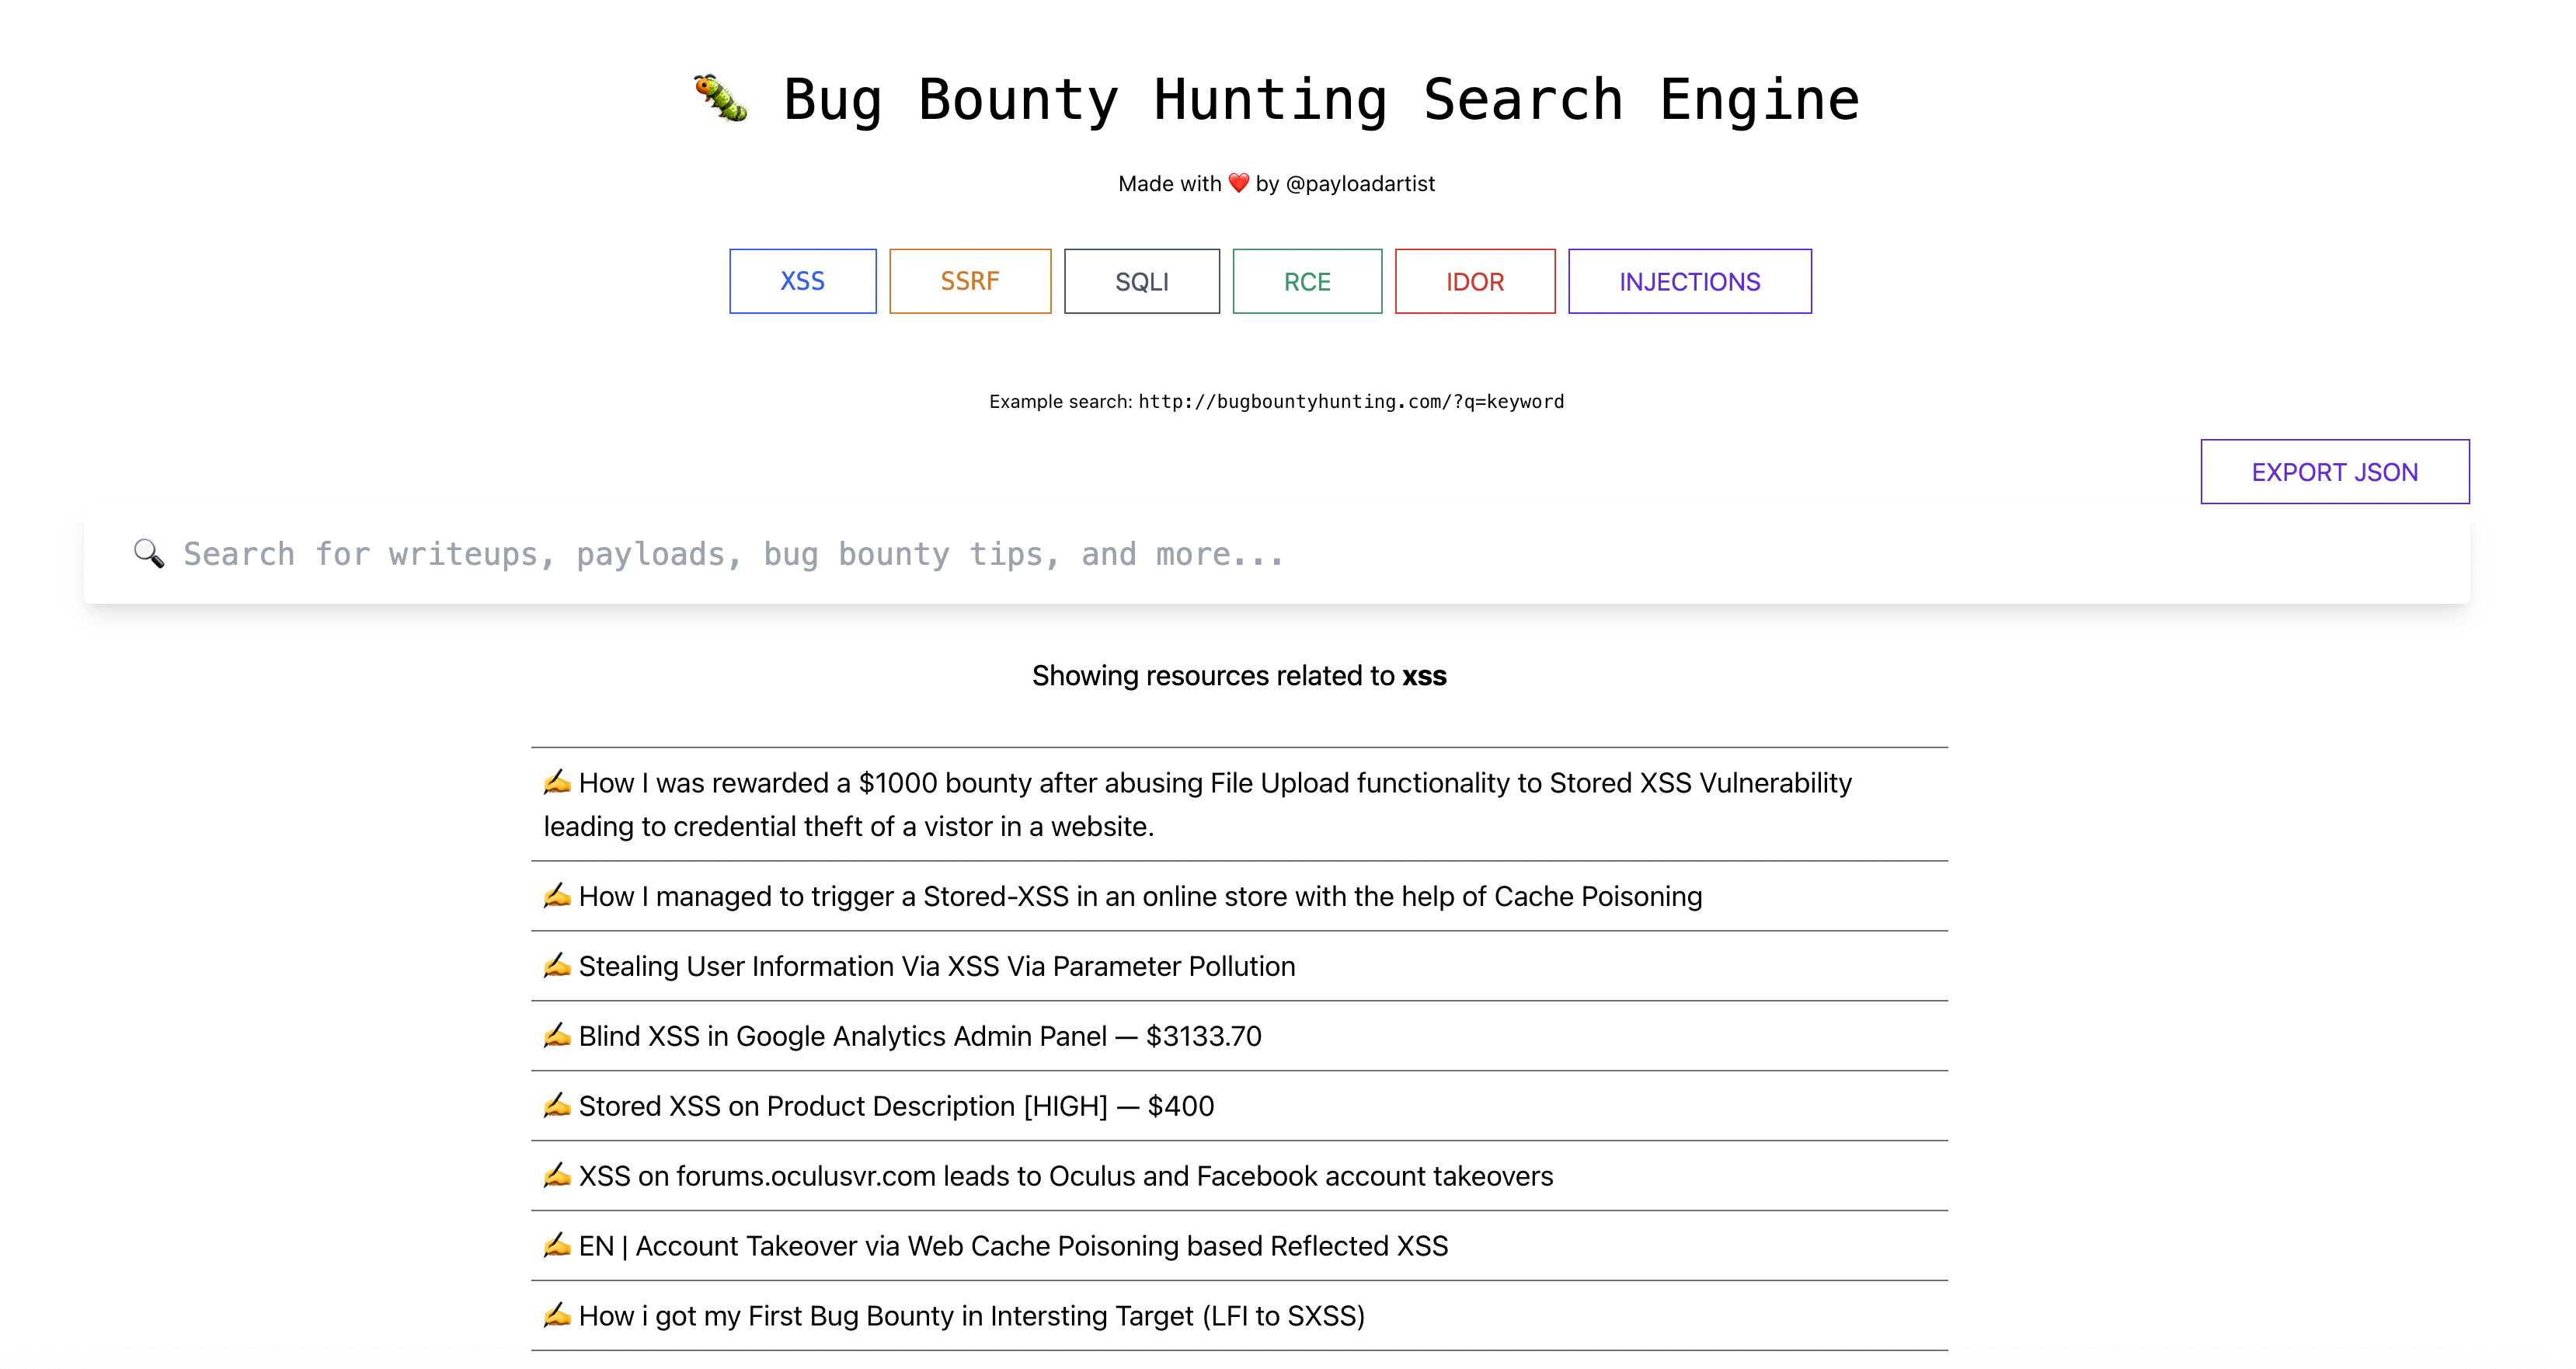 🐛 Bug Bounty Hunting Search Engine
Made with ❤️ by @payloadartist
XSS SSRF SQLI RCE IDOR INJECTIONS
Example search: http://bugbountyhunting.com/?q=keyword
EXPORT JSON
🔍 Search for writeups, payloads, bug bounty tips, and more...
Showing resources related to xss
✍️ How I was rewarded a $1000 bounty after abusing File Upload functionality to Stored XSS Vulnerability
leading to credential theft of a vistor in a website.
✍️ How I managed to trigger a Stored-XSS in an online store with the help of Cache Poisoning
✍️ Stealing User Information Via XSS Via Parameter Pollution
✍️ Blind XSS in Google Analytics Admin Panel — $3133.70
✍️ Stored XSS on Product Description [HIGH] — $400
✍️ XSS on forums.oculusvr.com leads to Oculus and Facebook account takeovers
✍️ EN | Account Takeover via Web Cache Poisoning based Reflected XSS
✍️ How i got my First Bug Bounty in Intersting Target (LFI to SXSS)